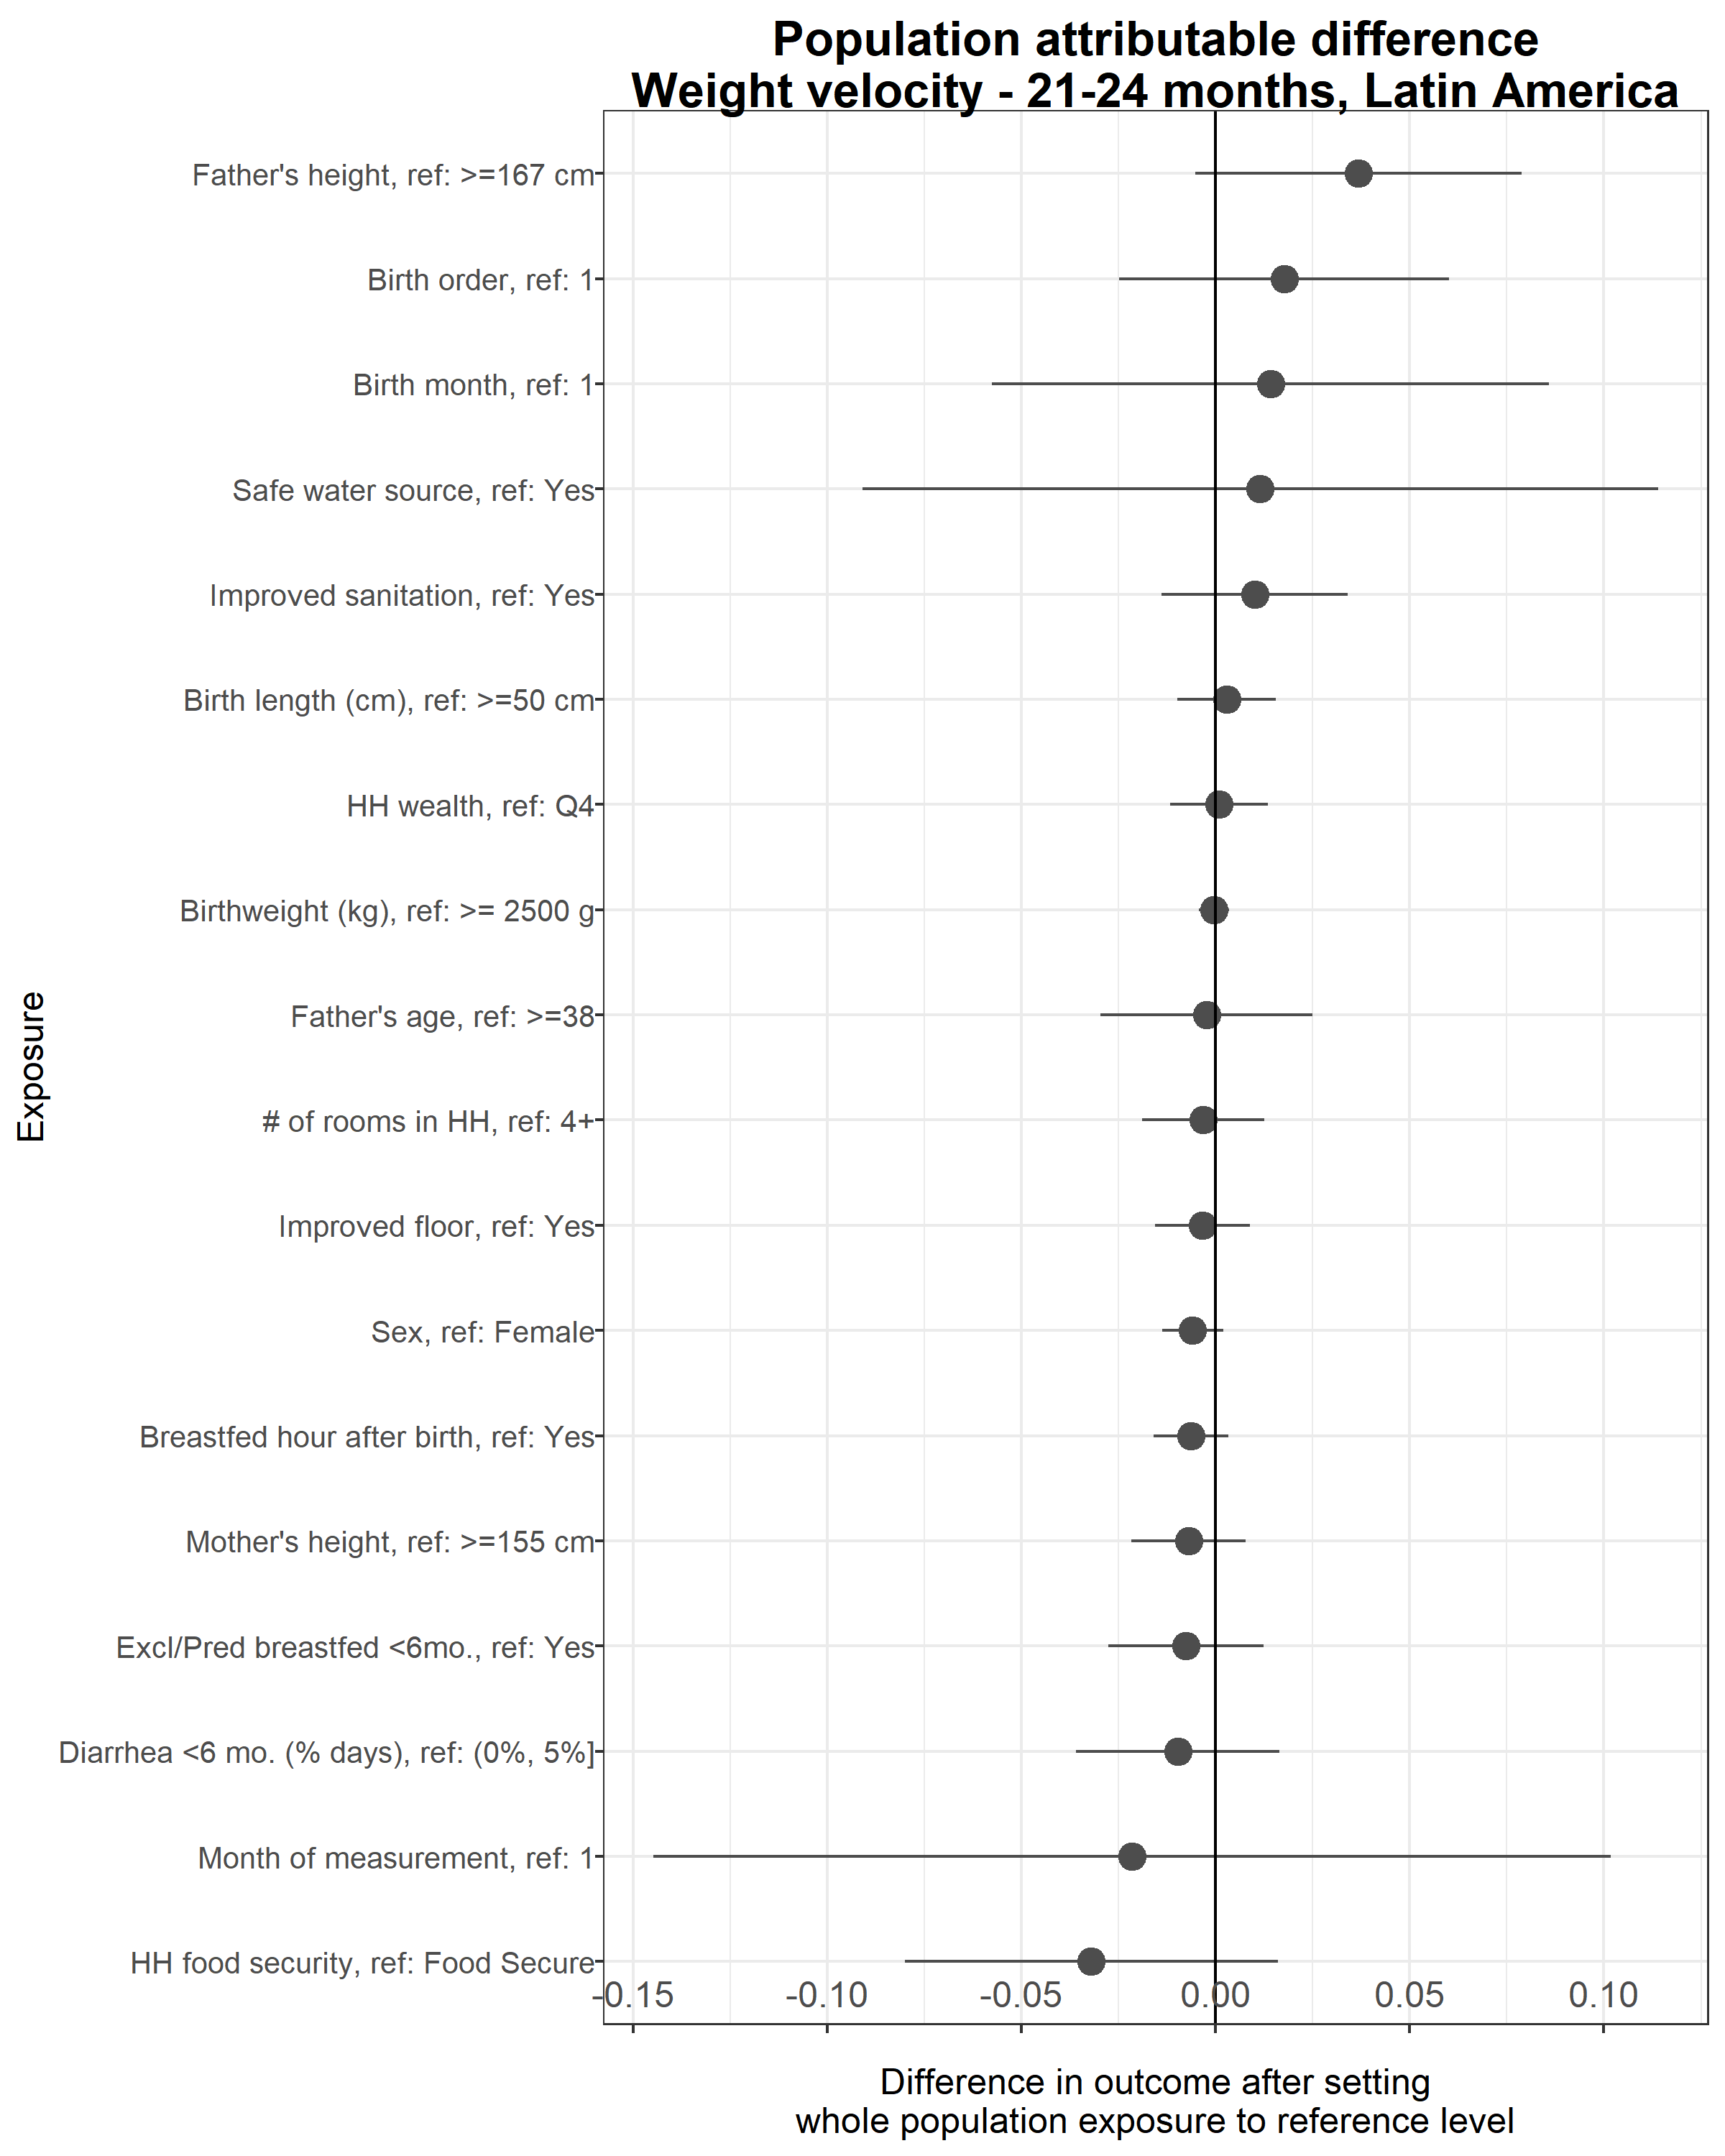 Population attributable difference
Weight velocity - 21-24 months, Latin America
Exposure
Father's height, ref: >=167 cm
Birth order, ref: 1
Birth month, ref: 1
Safe water source, ref: Yes
Improved sanitation, ref: Yes
Birth length (cm), ref: >=50 cm
HH wealth, ref: Q4
Birthweight (kg), ref: >= 2500 g
Father's age, ref: >=38
# of rooms in HH, ref: 4+
Improved floor, ref: Yes
Sex, ref: Female
Breastfed hour after birth, ref: Yes
Mother's height, ref: >=155 cm
Excl/Pred breastfed <6mo., ref: Yes
Diarrhea <6 mo. (% days), ref: (0%, 5%]
Month of measurement, ref: 1
HH food security, ref: Food Secure
-0.15 -0.10 -0.05 0.00 0.05 0.10
Difference in outcome after setting
whole population exposure to reference level